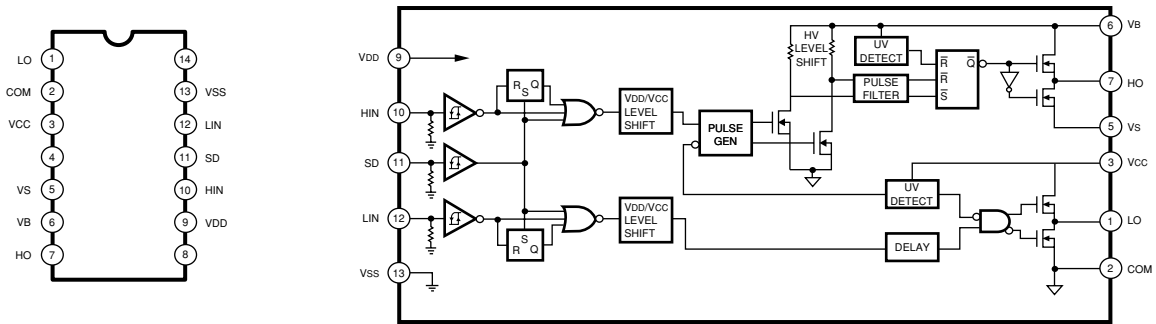 LO 1
COM 2
VCC 3
4
VS 5
VB 6
HO 7
14
13 VSS
12 LIN
11 SD
10 HIN
9 VDD
8
VDD 9
HIN 10
SD 11
LIN 12
VSS 13
R S Q
VDD/VCC
LEVEL
SHIFT
PULSE
GEN
HV
LEVEL
SHIFT
UV
DETECT
PULSE
FILTER
R̅ Q̅
R̅
S̅
6 VB
7 HO
5 VS
3 VCC
S
R Q
VDD/VCC
LEVEL
SHIFT
UV
DETECT
DELAY
1 LO
2 COM